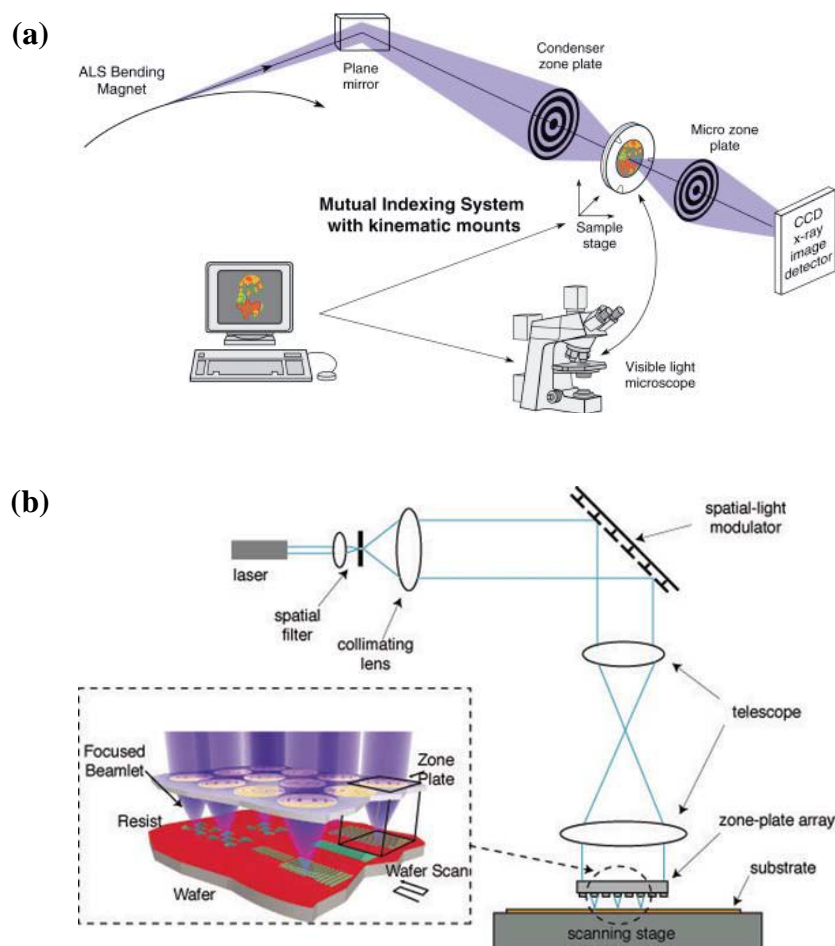 (a)
ALS Bending
Magnet
Plane
mirror
Condenser
zone plate
Micro zone
plate
CCD
x-ray
image
detector
Mutual Indexing System
with kinematic mounts
Sample
stage
Visible light
microscope
(b)
spatial-light
modulator
laser
spatial
filter
collimating
lens
telescope
Focused
Beamlet
Zone
Plate
Resist
Wafer Scan
Wafer
zone-plate array
substrate
scanning stage